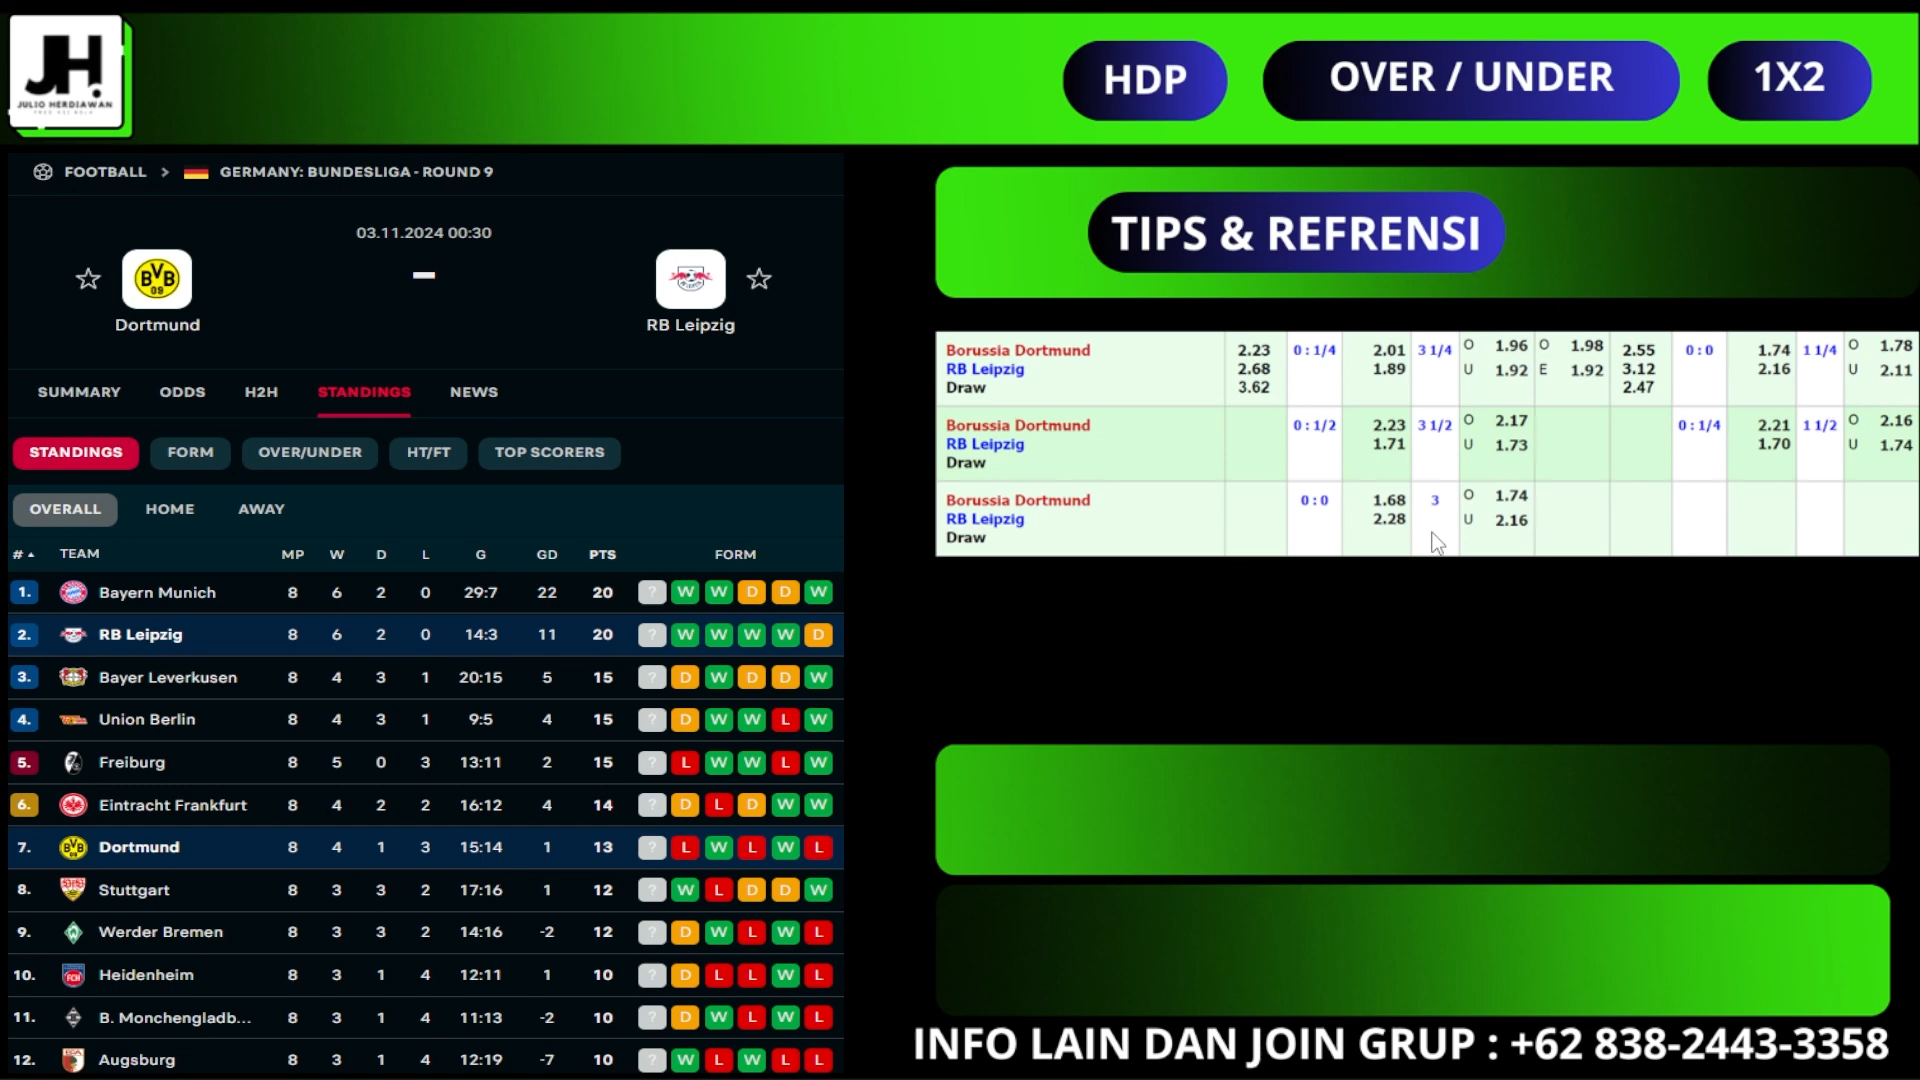 JH.
JULIO HERDIAWAN
HDP
OVER / UNDER
1X2
FOOTBALL > GERMANY: BUNDESLIGA - ROUND 9
03.11.2024 00:30
-
BVB
09
Dortmund
RB Leipzig
SUMMARY ODDS H2H STANDINGS NEWS
STANDINGS FORM OVER/UNDER HT/FT TOP SCORERS
OVERALL HOME AWAY
# TEAM MP W D L G GD PTS FORM
1. Bayern Munich 8 6 2 0 29:7 22 20 ? W W D D W
2. RB Leipzig 8 6 2 0 14:3 11 20 ? W W W W D
3. Bayer Leverkusen 8 4 3 1 20:15 5 15 ? D W D D W
4. Union Berlin 8 4 3 1 9:5 4 15 ? D W W L W
5. Freiburg 8 5 0 3 13:11 2 15 ? L W W L W
6. Eintracht Frankfurt 8 4 2 2 16:12 4 14 ? D L D W W
7. Dortmund 8 4 1 3 15:14 1 13 ? L W L W L
8. Stuttgart 8 3 3 2 17:16 1 12 ? W L D D W
9. Werder Bremen 8 3 3 2 14:16 -2 12 ? D W L W L
10. Heidenheim 8 3 1 4 12:11 1 10 ? D L L W L
11. B. Monchengladb... 8 3 1 4 11:13 -2 10 ? D W L W L
12. Augsburg 8 3 1 4 12:19 -7 10 ? W L W L L
TIPS & REFRENSI
Borussia Dortmund 2.23 0 : 1/4 2.01 3 1/4 O 1.96 O 1.98 2.55 0 : 0 1.74 1 1/4 O 1.78
RB Leipzig 2.68 1.89 U 1.92 E 1.92 3.12 2.16 U 2.11
Draw 3.62 2.47
Borussia Dortmund 0 : 1/2 2.23 3 1/2 O 2.17 0 : 1/4 2.21 1 1/2 O 2.16
RB Leipzig 1.71 U 1.73 1.70 U 1.74
Draw
Borussia Dortmund 0 : 0 1.68 3 O 1.74
RB Leipzig 2.28 U 2.16
Draw
INFO LAIN DAN JOIN GRUP : +62 838-2443-3358